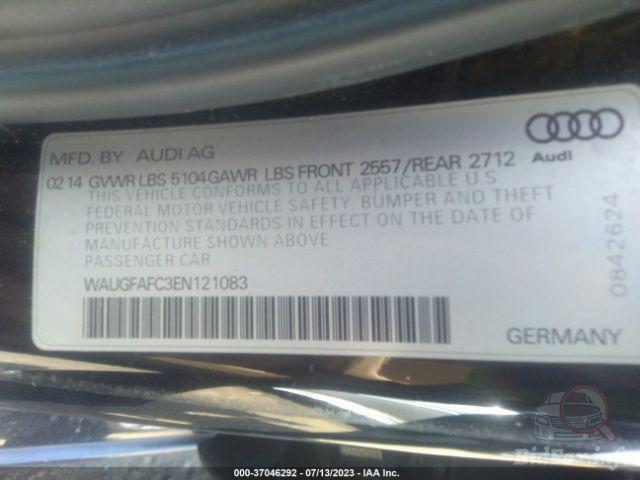 MFD. BY AUDI AG
Audi
02 14 GVWR LBS 5104 GAWR LBS FRONT 2557/REAR 2712
THIS VEHICLE CONFORMS TO ALL APPLICABLE U.S
FEDERAL MOTOR VEHICLE SAFETY, BUMPER AND THEFT
PREVENTION STANDARDS IN EFFECT ON THE DATE OF
MANUFACTURE SHOWN ABOVE
PASSENGER CAR
WAUGFAFC3EN121083
0842624
GERMANY
000-37046292 - 07/13/2023 - IAA Inc.